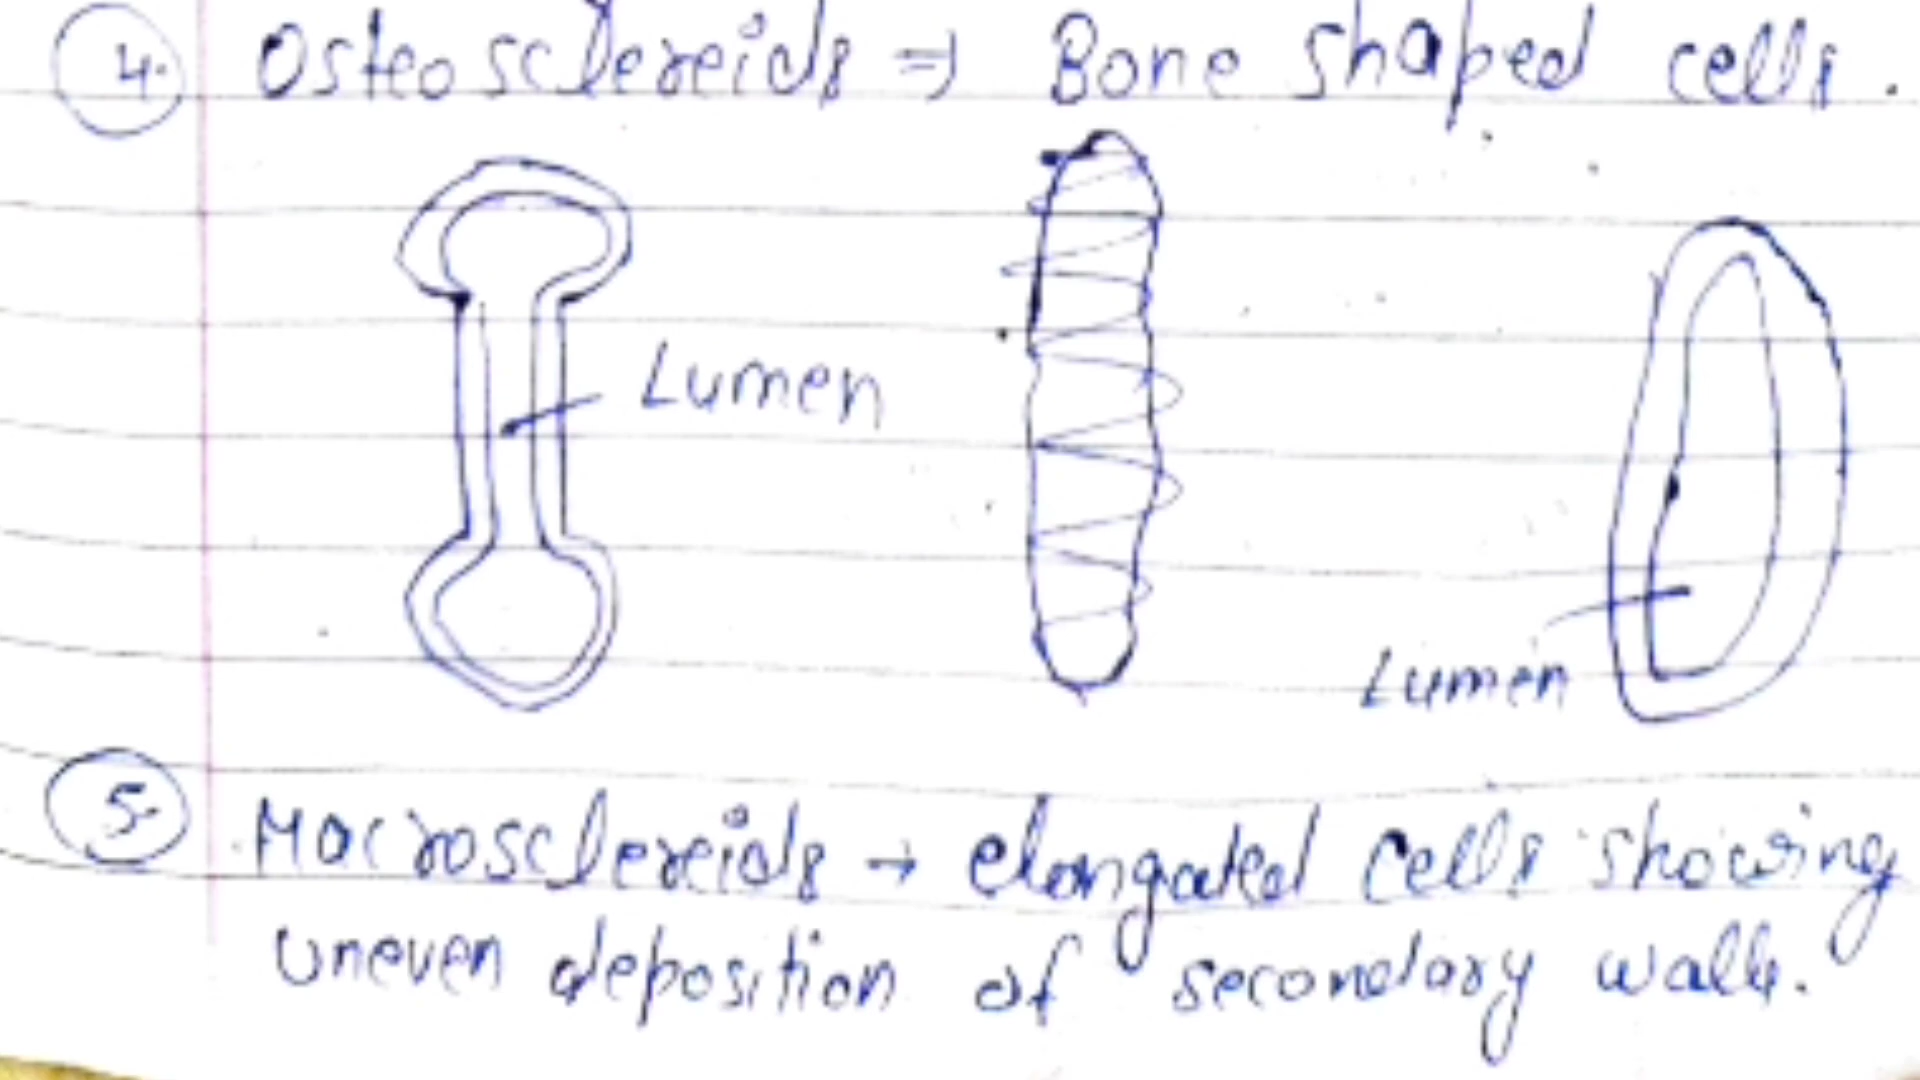 4. Osteosclereids ⇒ Bone shaped cells.
Lumen
Lumen
5. Macrosclereids → elongated cells showing
uneven deposition of secondary walls.